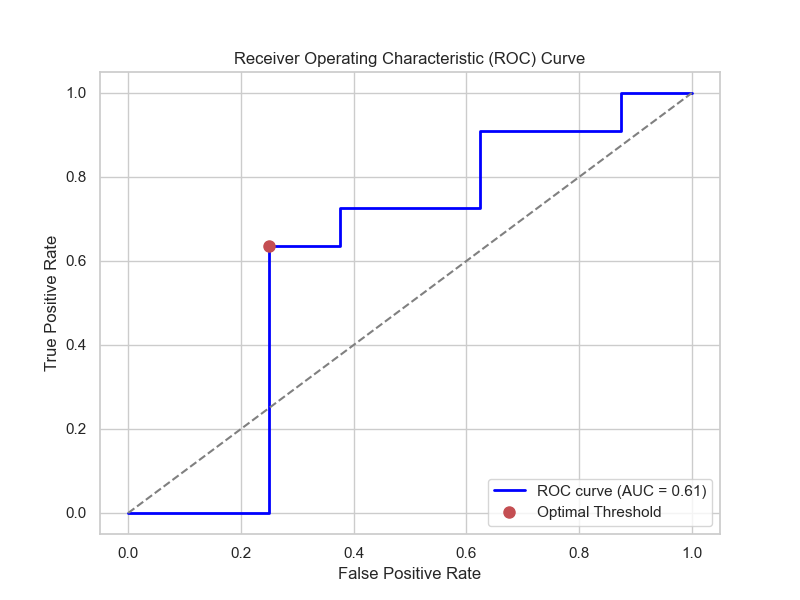 Receiver Operating Characteristic (ROC) Curve
1.0
0.8
0.6
0.4
0.2
0.0
True Positive Rate
ROC curve (AUC = 0.61)
Optimal Threshold
0.0 0.2 0.4 0.6 0.8 1.0
False Positive Rate